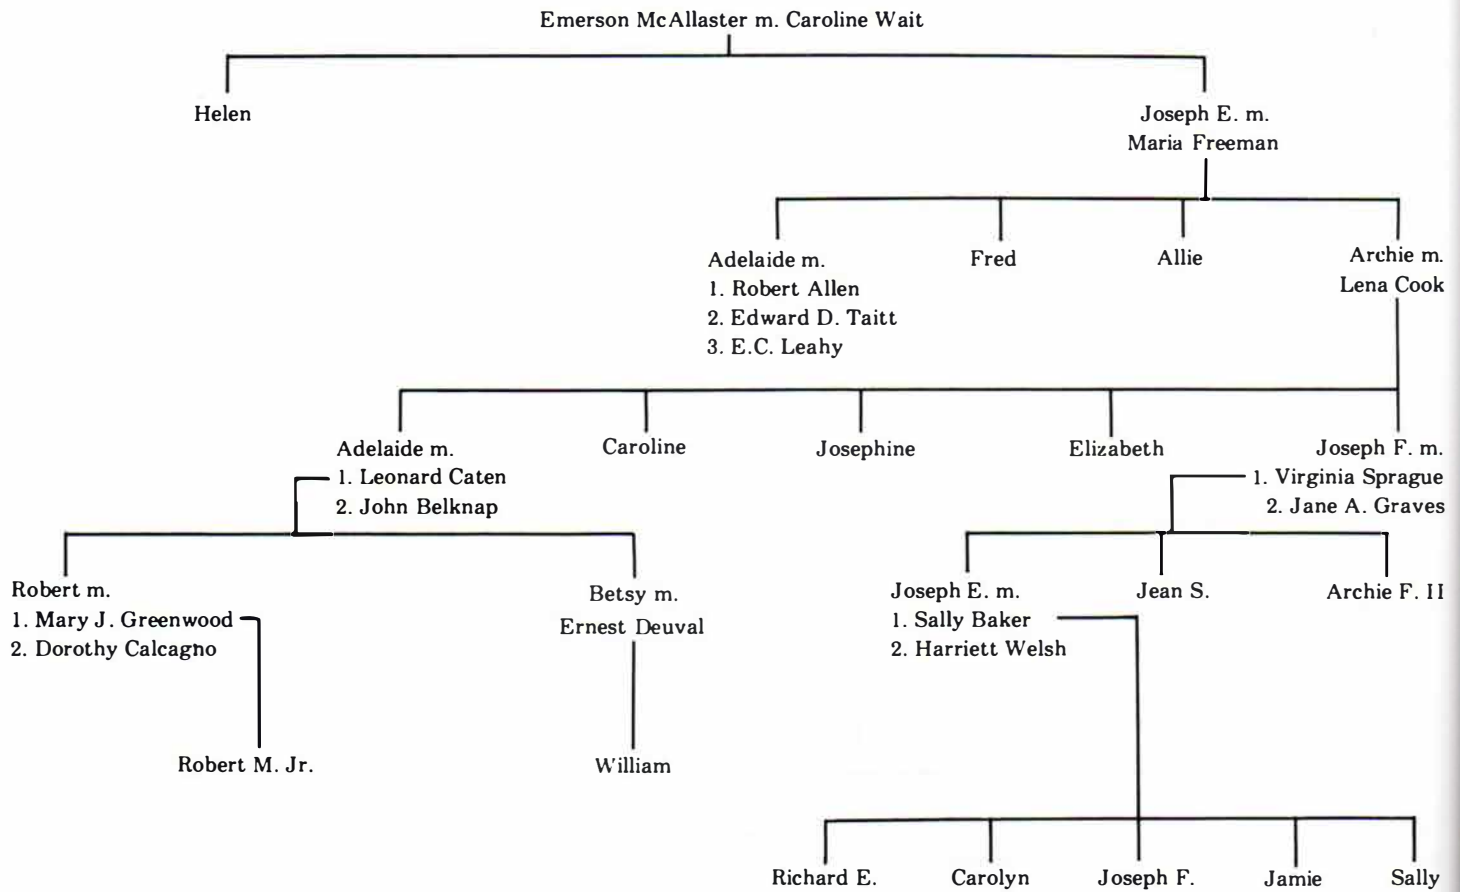 Emerson McAllaster m. Caroline Wait
Helen
Joseph E. m.
Maria Freeman
Adelaide m.
1. Robert Allen
2. Edward D. Taitt
3. E.C. Leahy
Fred
Allie
Archie m.
Lena Cook
Adelaide m.
1. Leonard Caten
2. John Belknap
Caroline
Josephine
Elizabeth
Joseph F. m.
1. Virginia Sprague
2. Jane A. Graves
Robert m.
1. Mary J. Greenwood
2. Dorothy Calcagno
Betsy m.
Ernest Deuval
Joseph E. m.
1. Sally Baker
2. Harriett Welsh
Jean S.
Archie F. II
Robert M. Jr.
William
Richard E.
Carolyn
Joseph F.
Jamie
Sally